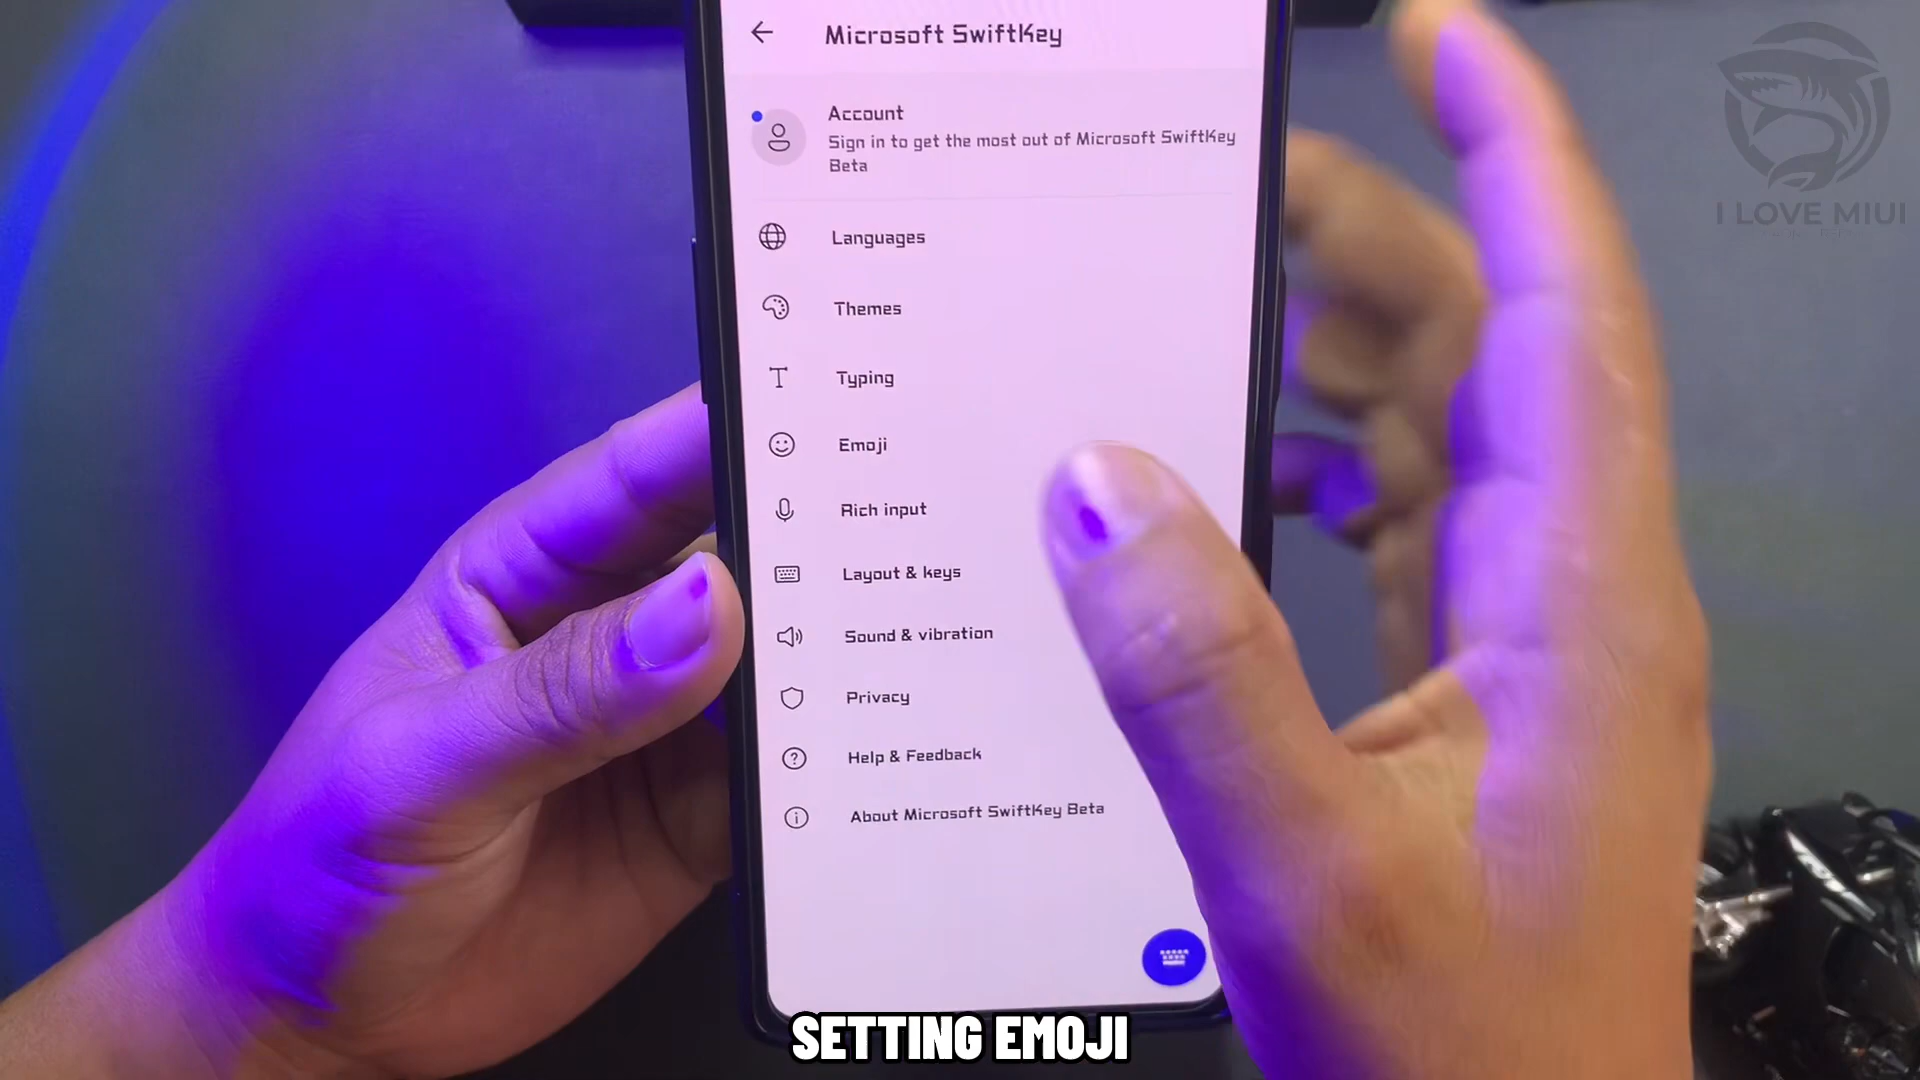 Microsoft SwiftKey
Account
Sign in to get the most out of Microsoft SwiftKey
Beta
Languages
Themes
Typing
Emoji
Rich input
Layout & keys
Sound & vibration
Privacy
Help & Feedback
About Microsoft SwiftKey Beta
I LOVE MIUI
SETTING EMOJI